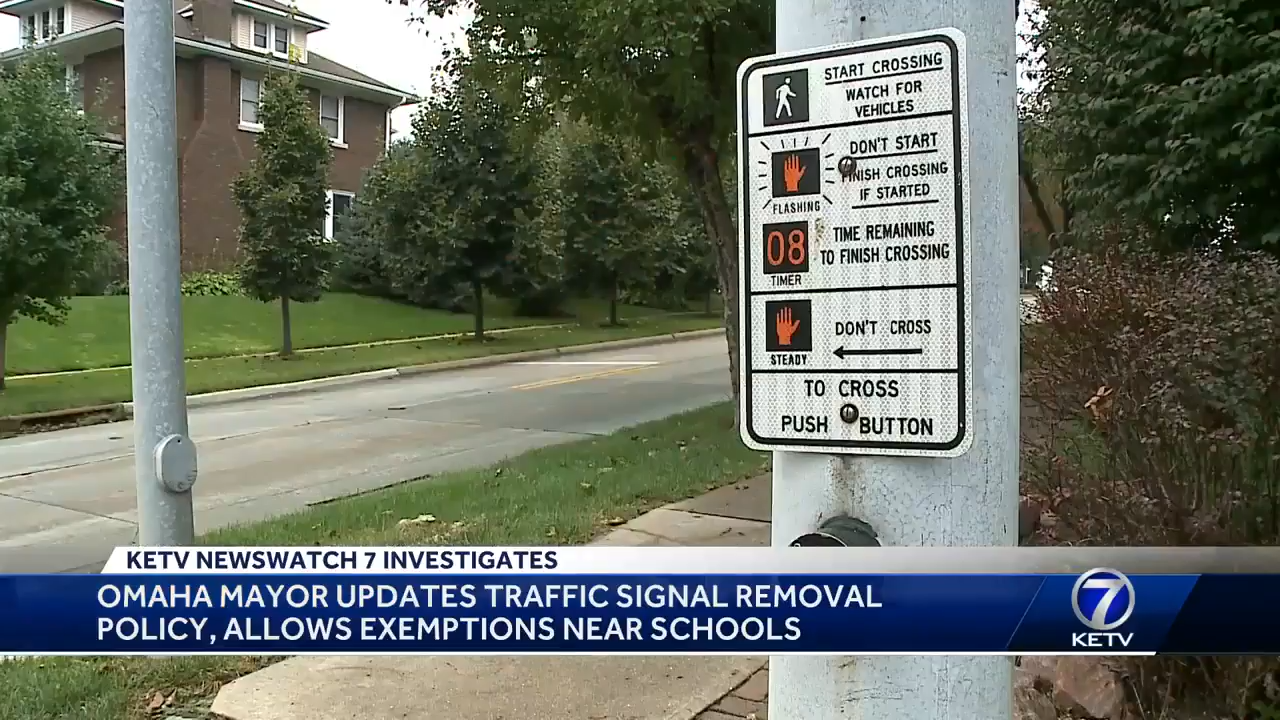 START CROSSING
WATCH FOR
VEHICLES
DON'T START
FINISH CROSSING
IF STARTED
FLASHING
08
TIME REMAINING
TO FINISH CROSSING
TIMER
DON'T CROSS
STEADY
TO CROSS
PUSH BUTTON
KETV NEWSWATCH 7 INVESTIGATES
OMAHA MAYOR UPDATES TRAFFIC SIGNAL REMOVAL
POLICY, ALLOWS EXEMPTIONS NEAR SCHOOLS
7
KETV